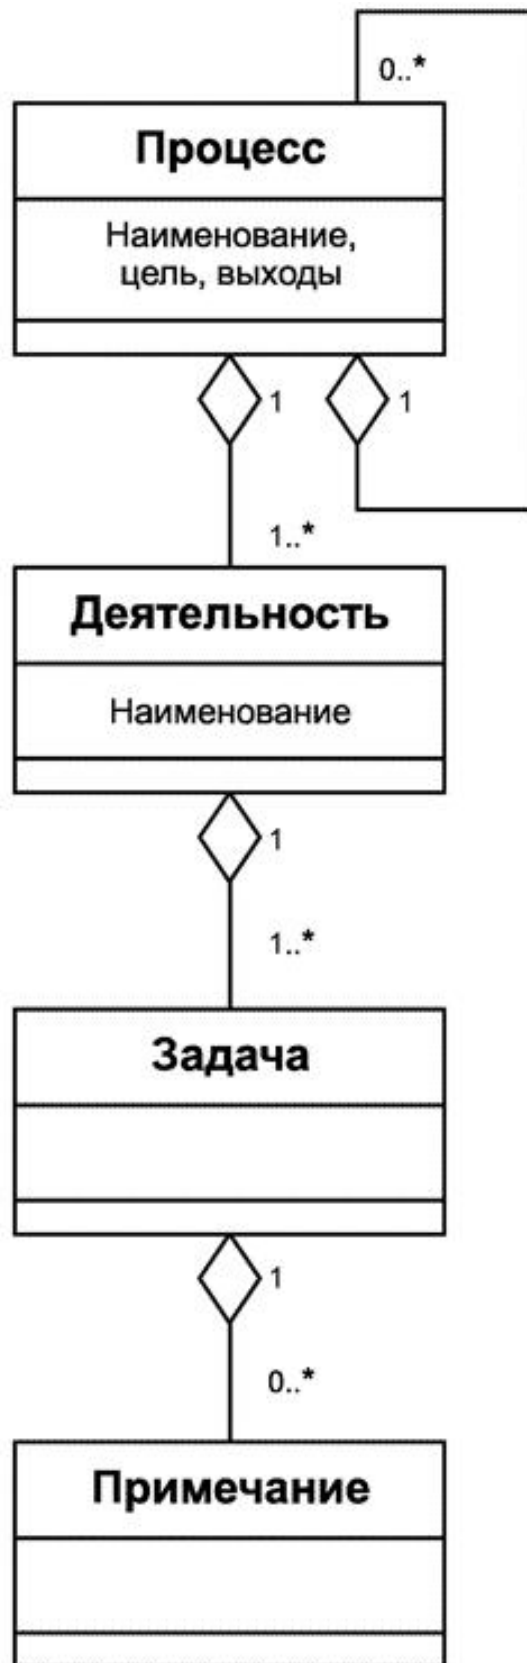 0..*
Процесс
Наименование,
цель, выходы
1
1
1..*
Деятельность
Наименование
1
1..*
Задача
1
0..*
Примечание